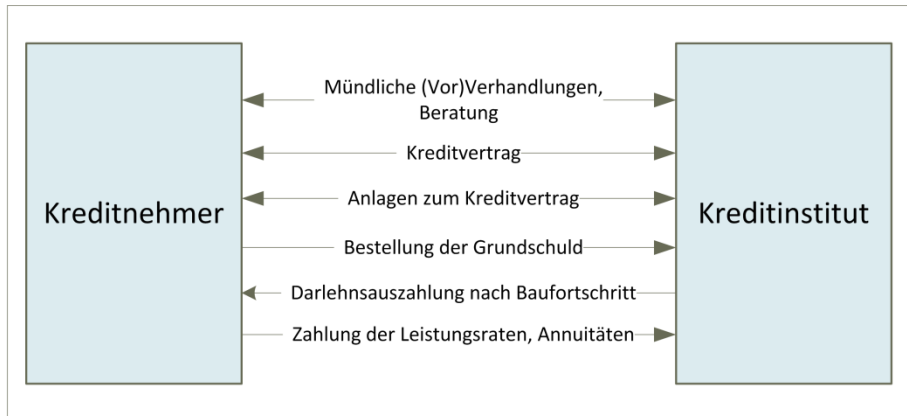 Mündliche (Vor)Verhandlungen,
Beratung
Kreditvertrag
Anlagen zum Kreditvertrag
Kreditnehmer
Kreditinstitut
Bestellung der Grundschuld
Darlehnsauszahlung nach Baufortschritt
Zahlung der Leistungsraten, Annuitäten